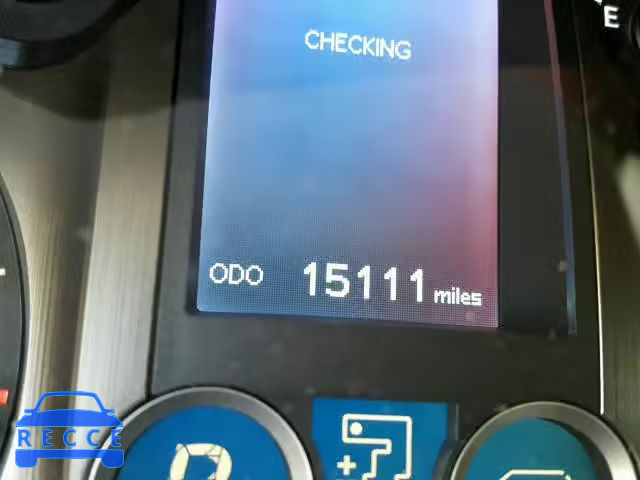 E
CHECKING
ODO 15111 miles
RECCE